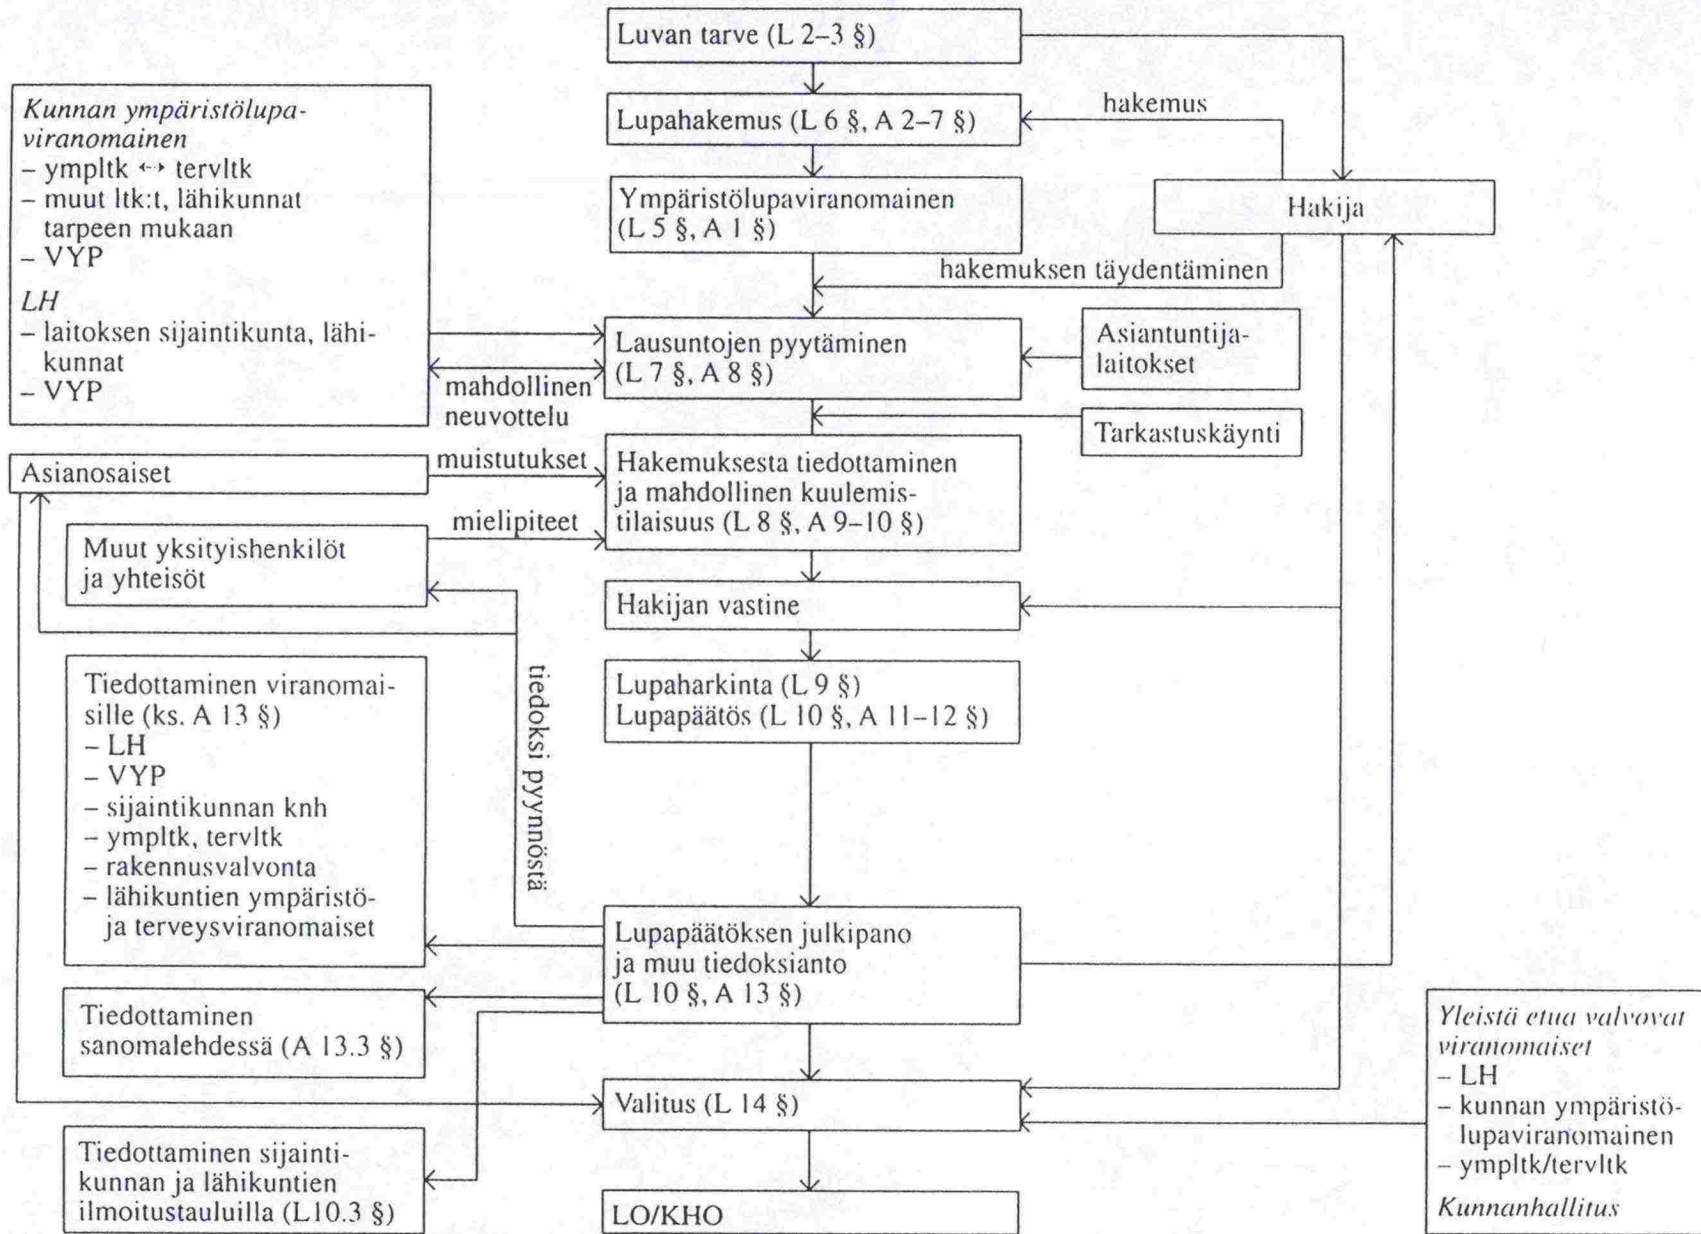 Luvan tarve (L 2–3 §)
hakemus
Lupahakemus (L 6 §, A 2–7 §)
Kunnan ympäristölupa-
viranomainen
– ympltk ↔ tervltk
– muut ltk:t, lähikunnat
tarpeen mukaan
– VYP
LH
– laitoksen sijaintikunta, lähi-
kunnat
– VYP
Ympäristölupaviranomainen
(L 5 §, A 1 §)
Hakija
hakemuksen täydentäminen
Lausuntojen pyytäminen
(L 7 §, A 8 §)
Asiantuntija-
laitokset
mahdollinen
neuvottelu
Tarkastuskäynti
Asianosaiset
muistutukset
Hakemuksesta tiedottaminen
ja mahdollinen kuulemis-
tilaisuus (L 8 §, A 9–10 §)
mielipiteet
Muut yksityishenkilöt
ja yhteisöt
Hakijan vastine
Tiedottaminen viranomai-
sille (ks. A 13 §)
– LH
– VYP
– sijaintikunnan knh
– ympltk, tervltk
– rakennusvalvonta
– lähikuntien ympäristö-
ja terveysviranomaiset
tiedoksi pyynnöstä
Lupaharkinta (L 9 §)
Lupapäätös (L 10 §, A 11–12 §)
Lupapäätöksen julkipano
ja muu tiedoksianto
(L 10 §, A 13 §)
Tiedottaminen
sanomalehdessä (A 13.3 §)
Valitus (L 14 §)
Yleistä etua valvovat
viranomaiset
– LH
– kunnan ympäristö-
lupaviranomainen
– ympltk/tervltk
Kunnanhallitus
Tiedottaminen sijainti-
kunnan ja lähikuntien
ilmoitustauluilla (L10.3 §)
LO/KHO